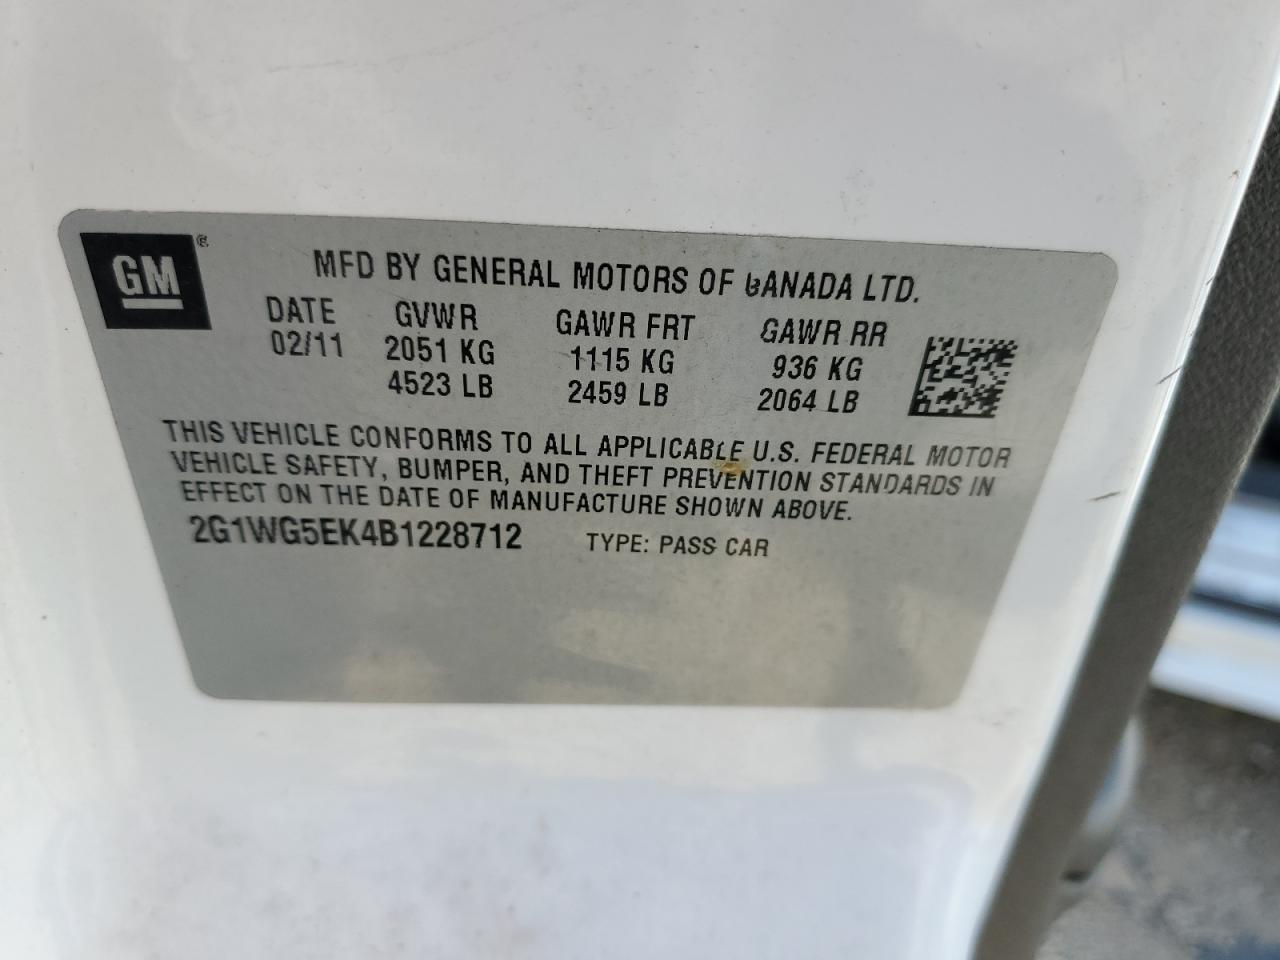 GM ®
MFD BY GENERAL MOTORS OF CANADA LTD.
DATE GVWR GAWR FRT GAWR RR
02/11 2051 KG 1115 KG 936 KG
4523 LB 2459 LB 2064 LB
THIS VEHICLE CONFORMS TO ALL APPLICABLE U.S. FEDERAL MOTOR
VEHICLE SAFETY, BUMPER, AND THEFT PREVENTION STANDARDS IN
EFFECT ON THE DATE OF MANUFACTURE SHOWN ABOVE.
2G1WG5EK4B1228712 TYPE: PASS CAR